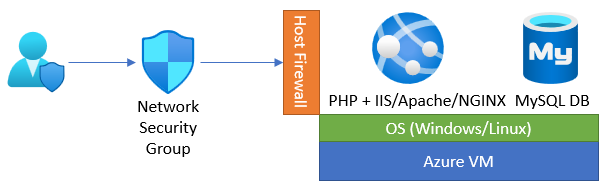 Network
Security
Group
Host Firewall
My
PHP + IIS/Apache/NGINX
MySQL DB
OS (Windows/Linux)
Azure VM